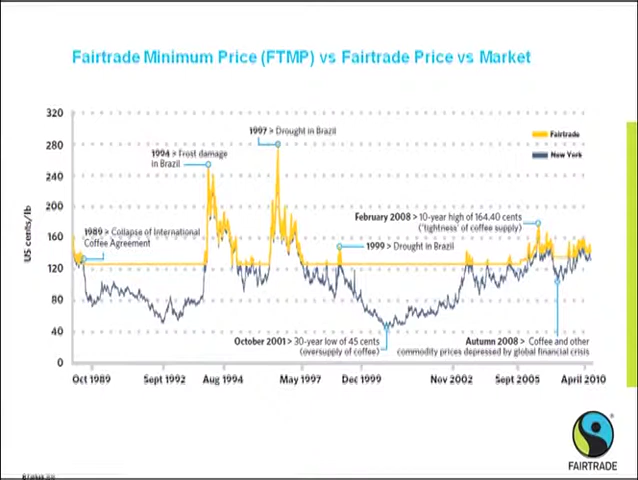 Fairtrade Minimum Price (FTMP) vs Fairtrade Price vs Market
320
280
240
200
160
120
80
40
0
US cents/lb
1997 > Drought in Brazil
Fairtrade
New York
1994 > Frost damage
in Brazil
February 2008 > 10-year high of 164.40 cents
('tightness' of coffee supply)
1989 > Collapse of International
Coffee Agreement
1999 > Drought in Brazil
October 2001 > 30-year low of 45 cents
(oversupply of coffee)
Autumn 2008 > Coffee and other
commodity prices depressed by global financial crisis
Oct 1989 Sept 1992 Aug 1994 May 1997 Dec 1999 Nov 2002 Sept 2005 April 2010
FAIRTRADE